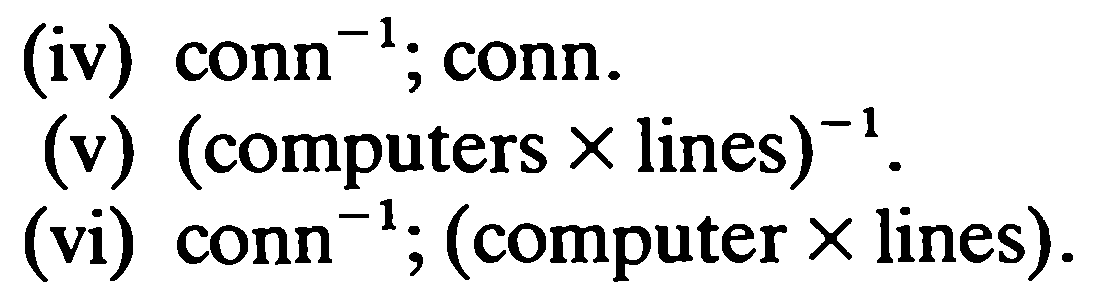 (iv) conn⁻¹; conn.
(v) (computers × lines)⁻¹.
(vi) conn⁻¹; (computer × lines).